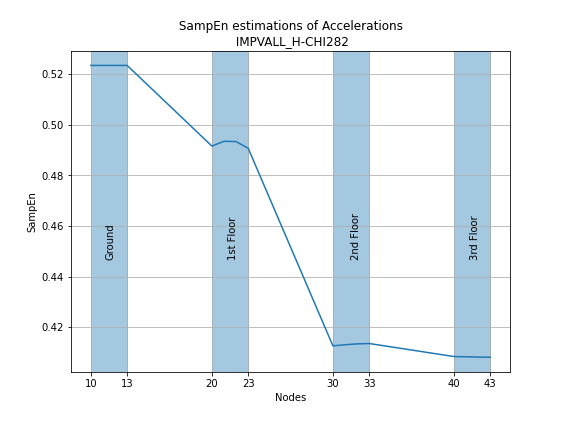 SampEn estimations of Accelerations
IMPVALL_H-CHI282
0.52
0.50
0.48
0.46
0.44
0.42
SampEn
Ground
1st Floor
2nd Floor
3rd Floor
10 13 20 23 30 33 40 43
Nodes